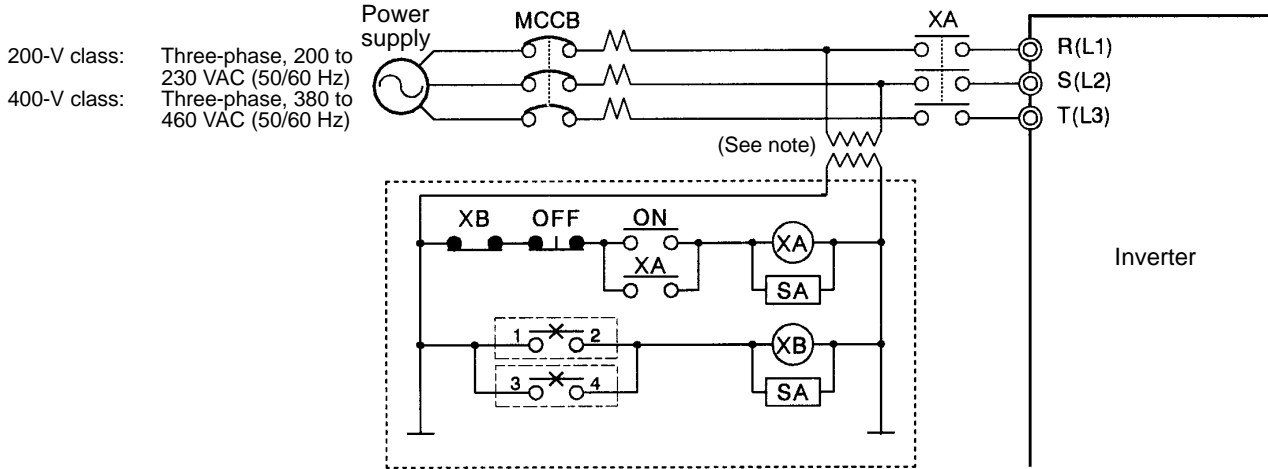 Power supply
MCCB
XA
200-V class: Three-phase, 200 to
230 VAC (50/60 Hz)
400-V class: Three-phase, 380 to
460 VAC (50/60 Hz)
R(L1)
S(L2)
T(L3)
(See note)
XB OFF ON
XA
XA
SA
Inverter
1 2
XB
3 4
SA